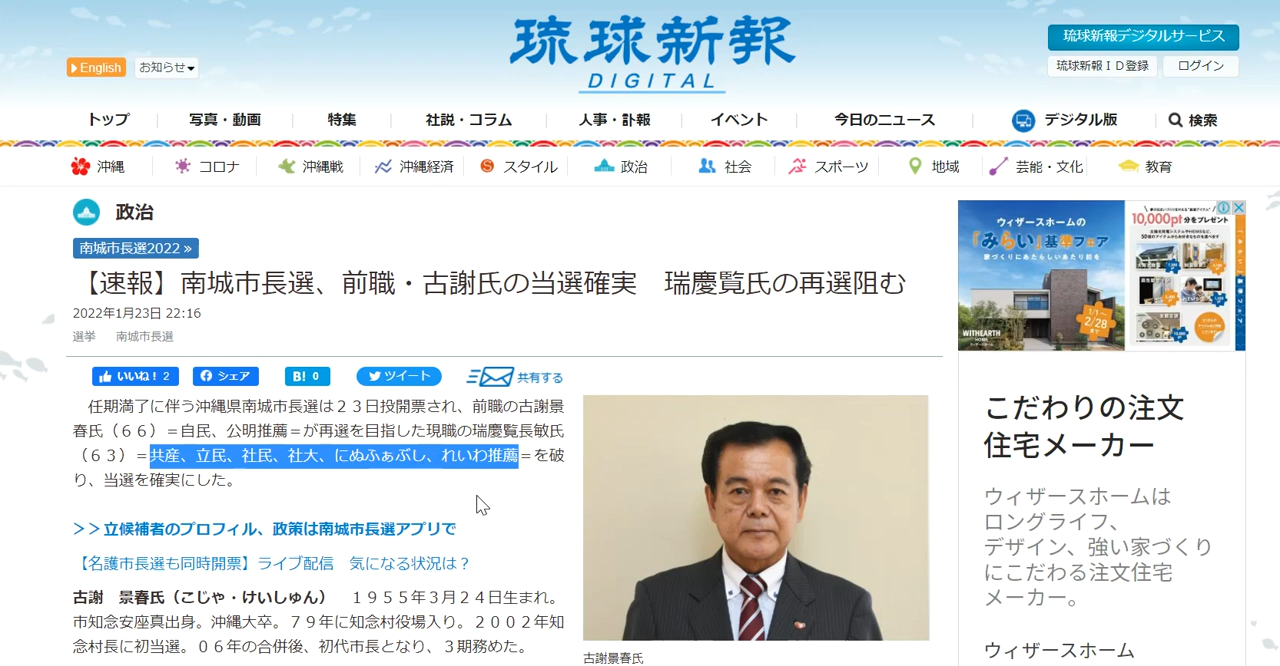 琉球新報
DIGITAL
English
お知らせ
琉球新報デジタルサービス
琉球新報ＩＤ登録
ログイン
トップ
写真・動画
特集
社説・コラム
人事・訃報
イベント
今日のニュース
デジタル版
検索
沖縄
コロナ
沖縄戦
沖縄経済
スタイル
政治
社会
スポーツ
地域
芸能・文化
教育
政治
南城市長選2022 »
【速報】南城市長選、前職・古謝氏の当選確実　瑞慶覧氏の再選阻む
2022年1月23日 22:16
選挙　南城市長選
いいね！ 2
シェア
B! 0
ツイート
共有する
　任期満了に伴う沖縄県南城市長選は２３日投開票され、前職の古謝景
春氏（６６）＝自民、公明推薦＝が再選を目指した現職の瑞慶覧長敏氏
（６３）＝共産、立民、社民、社大、にぬふぁぶし、れいわ推薦＝を破
り、当選を確実にした。
＞＞立候補者のプロフィル、政策は南城市長選アプリで
【名護市長選も同時開票】ライブ配信　気になる状況は？
古謝　景春氏（こじゃ・けいしゅん）　１９５５年３月２４日生まれ。
市知念安座真出身。沖縄大卒。７９年に知念村役場入り。２００２年知
念村長に初当選。０６年の合併後、初代市長となり、３期務めた。
古謝景春氏
ウィザースホームの
「みらい」基準フェア
家づくりにあたらしいあたり前を
1/1～
2/28
まで
WITHEARTH
HOME
10,000pt 分をプレゼント
こだわりの注文
住宅メーカー
ウィザースホームは
ロングライフ、
デザイン、強い家づくり
にこだわる注文住宅
メーカー。
ウィザースホーム